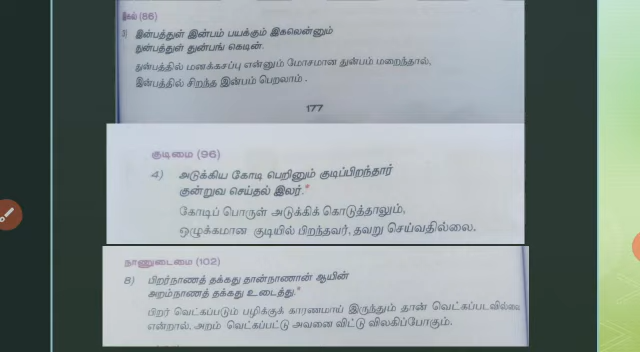 இகல் (86)
3) இன்பத்துள் இன்பம் பயக்கும் இகலென்னும்
துன்பத்துள் துன்பங் கெடின்.
துன்பத்தில் மனக்கசப்பு என்னும் மோசமான துன்பம் மறைந்தால்,
இன்பத்தில் சிறந்த இன்பம் பெறலாம் .
177
குடிமை (96)
4) அடுக்கிய கோடி பெறினும் குடிப்பிறந்தார்
குன்றுவ செய்தல் இலர்.*
கோடிப் பொருள் அடுக்கிக் கொடுத்தாலும்,
ஒழுக்கமான குடியில் பிறந்தவர், தவறு செய்வதில்லை.
நாணுடைமை (102)
8) பிறர்நாணத் தக்கது தான்நாணான் ஆயின்
அறம்நாணத் தக்கது உடைத்து.*
பிறர் வெட்கப்படும் பழிக்குக் காரணமாய் இருந்தும் தான் வெட்கப்படவில்லை
என்றால், அறம் வெட்கப்பட்டு அவனை விட்டு விலகிப்போகும்.